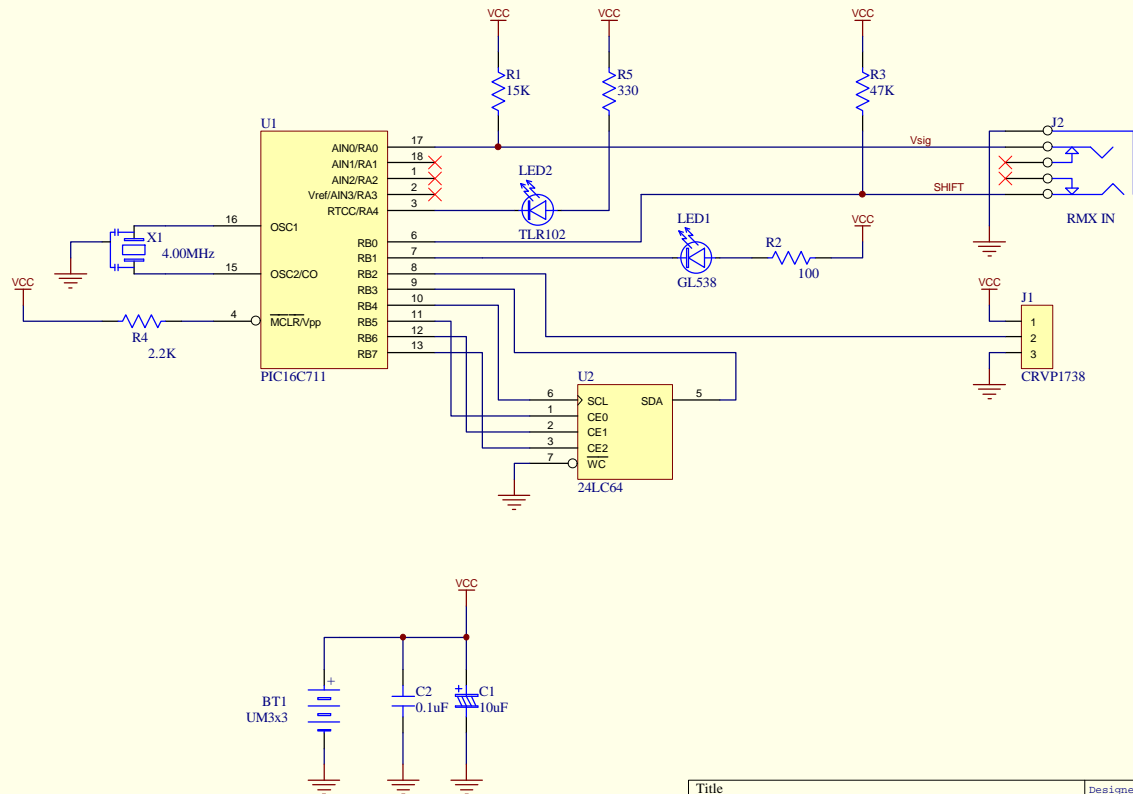 VCC
VCC
VCC
R1
15K
R5
330
R3
47K
U1
J2
AIN0/RA0
17
Vsig
AIN1/RA1
18
AIN2/RA2
1
Vref/AIN3/RA3
2
SHIFT
RTCC/RA4
3
LED2
TLR102
RMX IN
OSC1
16
X1
4.00MHz
RB0
6
LED1
GL538
VCC
R2
100
RB1
7
OSC2/CO
15
RB2
8
RB3
9
VCC
VCC
J1
RB4
10
MCLR/Vpp
4
R4
2.2K
RB5
11
1
RB6
12
2
RB7
13
3
PIC16C711
CRVP1738
U2
6
SCL
SDA
5
1
CE0
2
CE1
3
CE2
7
WC
24LC64
VCC
+
BT1
UM3x3
C2
0.1uF
+
C1
10uF
Title
Designe